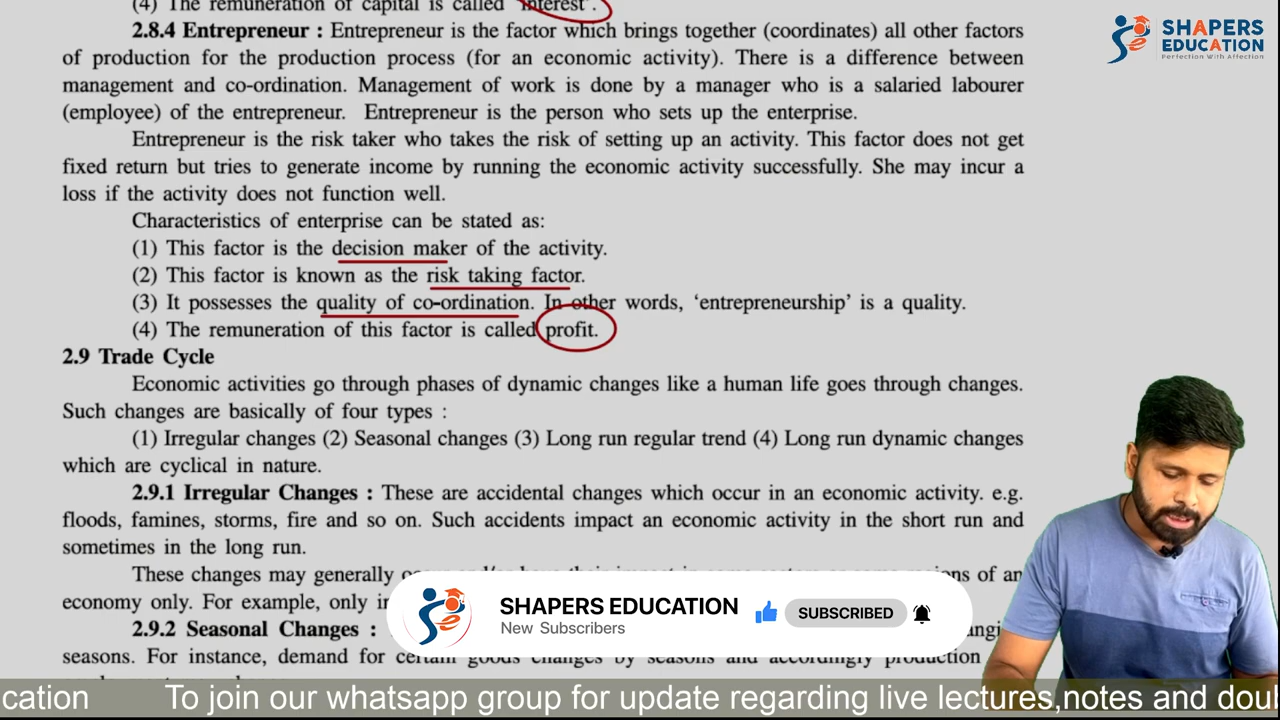 (4) The remuneration of capital is called 'interest'.
2.8.4 Entrepreneur : Entrepreneur is the factor which brings together (coordinates) all other factors
of production for the production process (for an economic activity). There is a difference between
management and co-ordination. Management of work is done by a manager who is a salaried labourer
(employee) of the entrepreneur. Entrepreneur is the person who sets up the enterprise.
Entrepreneur is the risk taker who takes the risk of setting up an activity. This factor does not get
fixed return but tries to generate income by running the economic activity successfully. She may incur a
loss if the activity does not function well.
Characteristics of enterprise can be stated as:
(1) This factor is the decision maker of the activity.
(2) This factor is known as the risk taking factor.
(3) It possesses the quality of co-ordination. In other words, 'entrepreneurship' is a quality.
(4) The remuneration of this factor is called profit.
2.9 Trade Cycle
Economic activities go through phases of dynamic changes like a human life goes through changes.
Such changes are basically of four types :
(1) Irregular changes (2) Seasonal changes (3) Long run regular trend (4) Long run dynamic changes
which are cyclical in nature.
2.9.1 Irregular Changes : These are accidental changes which occur in an economic activity. e.g.
floods, famines, storms, fire and so on. Such accidents impact an economic activity in the short run and
sometimes in the long run.
These changes may generally of an
economy only. For example, only
2.9.2 Seasonal Changes :
seasons. For instance, demand for certain goods changes by seasons and accordingly production
SHAPERS
EDUCATION
Perfection With Affection
SHAPERS EDUCATION
New Subscribers
SUBSCRIBED
cation To join our whatsapp group for update regarding live lectures,notes and doul